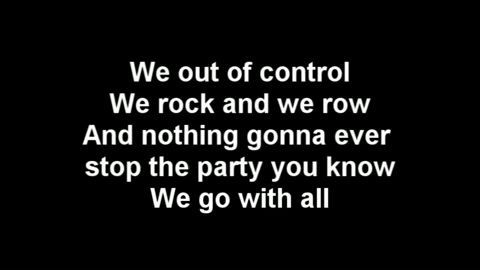 We out of control
We rock and we row
And nothing gonna ever
stop the party you know
We go with all